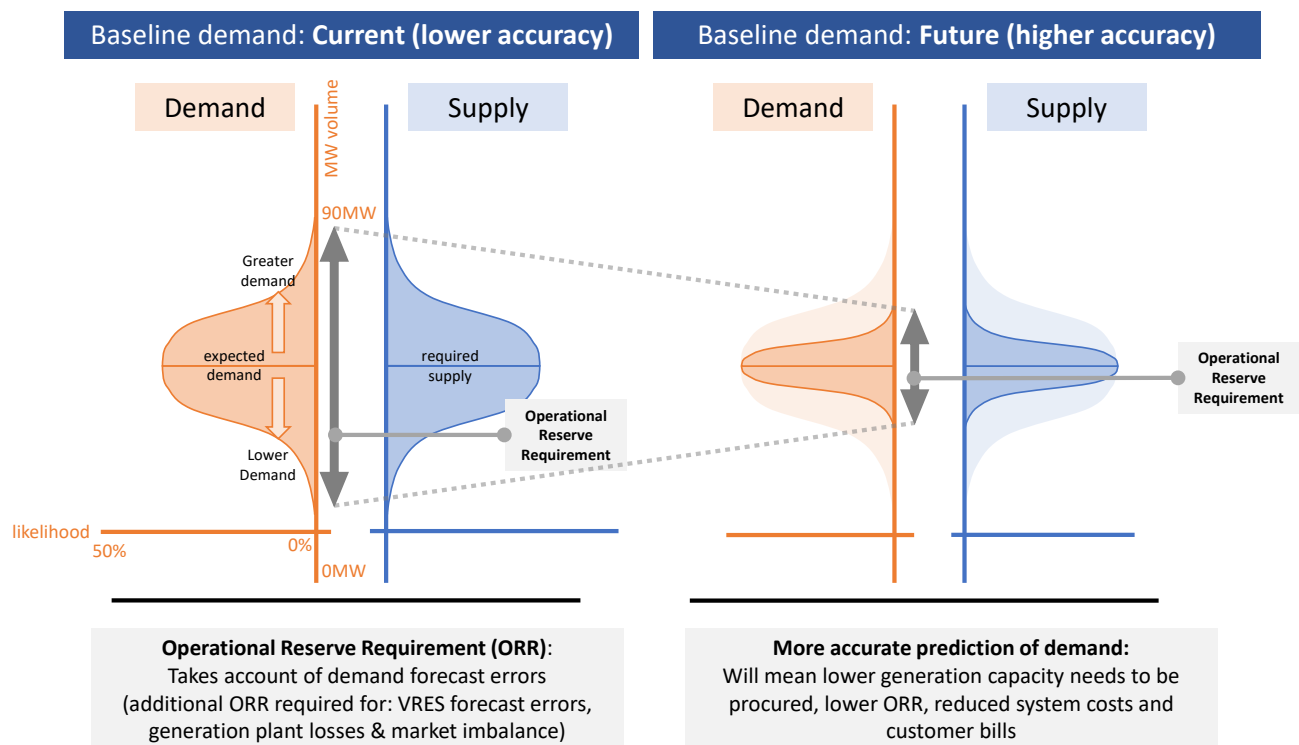 Baseline demand: Current (lower accuracy)
Baseline demand: Future (higher accuracy)
Demand
MW volume
Supply
Demand
Supply
90MW
Greater
demand
expected
demand
required
supply
Operational
Reserve
Requirement
Operational
Reserve
Requirement
Lower
Demand
likelihood
50%
0%
0MW
Operational Reserve Requirement (ORR):
Takes account of demand forecast errors
(additional ORR required for: VRES forecast errors,
generation plant losses & market imbalance)
More accurate prediction of demand:
Will mean lower generation capacity needs to be
procured, lower ORR, reduced system costs and
customer bills